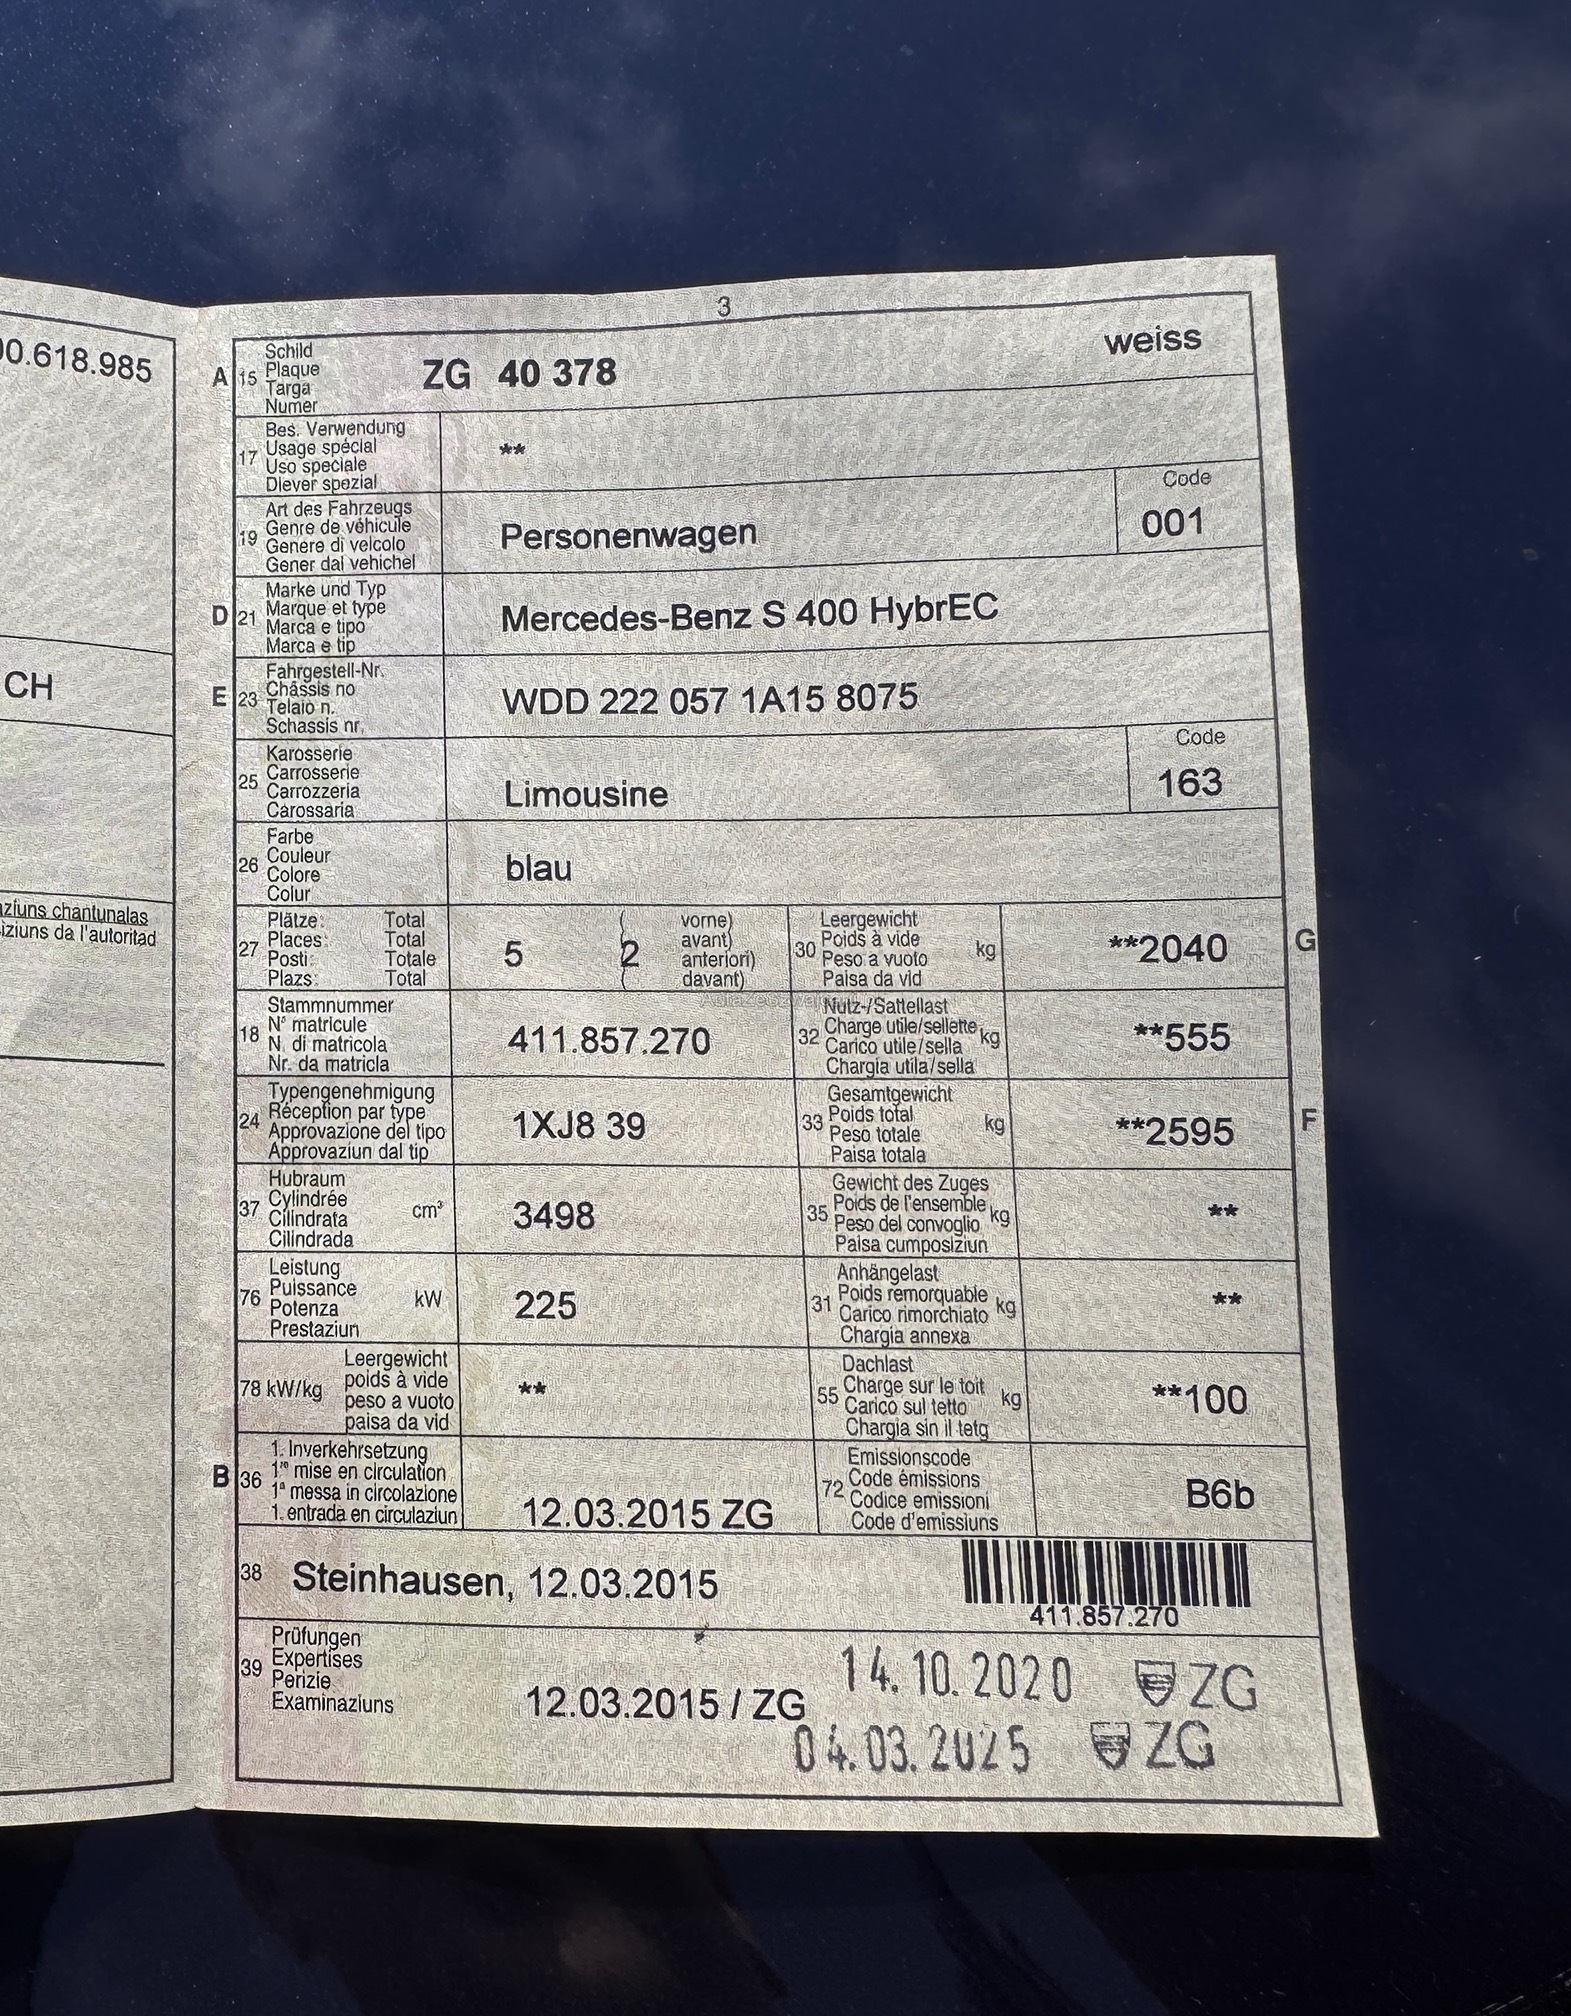 00.618.985
CH
ziuns chantunalas
iziuns da l'autoritad
3
A 15 Schild
Plaque
Targa
Numer
ZG 40 378
weiss
17 Bes. Verwendung
Usage spécial
Uso speciale
Diever spezial
**
19 Art des Fahrzeugs
Genre de véhicule
Genere di veicolo
Gener dal vehichel
Personenwagen
Code
001
D 21 Marke und Typ
Marque et type
Marca e tipo
Marca e tip
Mercedes-Benz S 400 HybrEC
E 23 Fahrgestell-Nr.
Châssis no
Telaio n.
Schassis nr.
WDD 222 057 1A15 8075
25 Karosserie
Carrosserie
Carrozzeria
Carossaria
Limousine
Code
163
26 Farbe
Couleur
Colore
Colur
blau
27 Plätze: Total
Places: Total
Posti: Totale
Plazs: Total
5 ( 2 vorne)
avant)
anteriori)
davant)
30 Leergewicht
Poids à vide
Peso a vuoto
Paisa da vid
kg **2040 G
18 Stammnummer
N° matricule
N. di matricola
Nr. da matricla
411.857.270
32 Nutz-/Sattellast
Charge utile/sellette
Carico utile/sella
Chargia utila/sella
kg **555
24 Typengenehmigung
Réception par type
Approvazione del tipo
Approvaziun dal tip
1XJ8 39
33 Gesamtgewicht
Poids total
Peso totale
Paisa totala
kg **2595 F
37 Hubraum
Cylindrée
Cilindrata
Cilindrada
cm³ 3498
35 Gewicht des Zuges
Poids de l'ensemble
Peso del convoglio
Paisa cumposiziun
kg **
76 Leistung
Puissance
Potenza
Prestaziun
kW 225
31 Anhängelast
Poids remorquable
Carico rimorchiato
Chargia annexa
kg **
78 kW/kg Leergewicht
poids à vide
peso a vuoto
paisa da vid
**
55 Dachlast
Charge sur le toit
Carico sul tetto
Chargia sin il tetg
kg **100
B 36 1. Inverkehrsetzung
1re mise en circulation
1a messa in circolazione
1. entrada en circulaziun
12.03.2015 ZG
72 Emissionscode
Code émissions
Codice emissioni
Code d'emissiuns
B6b
38 Steinhausen, 12.03.2015
411.857.270
39 Prüfungen
Expertises
Perizie
Examinaziuns
12.03.2015 / ZG
14.10.2020 ZG
04.03.2025 ZG